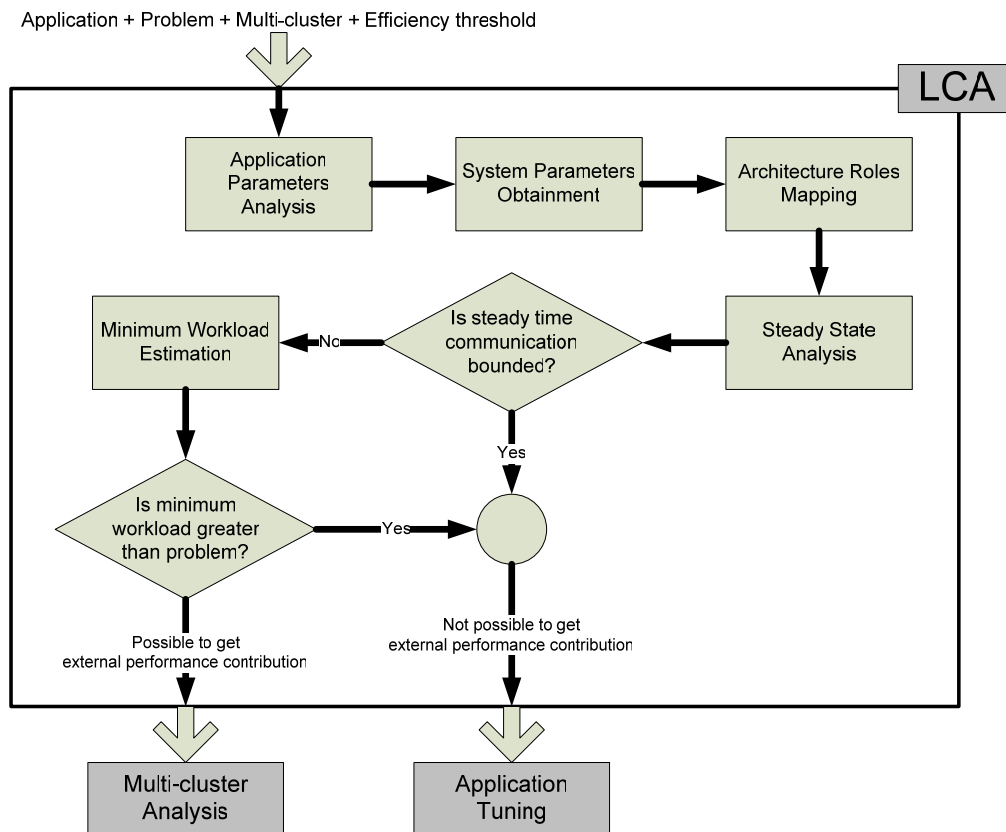 Application + Problem + Multi-cluster + Efficiency threshold
LCA
Application
Parameters
Analysis
System Parameters
Obtainment
Architecture Roles
Mapping
Minimum Workload
Estimation
No
Is steady time
communication
bounded?
Steady State
Analysis
Yes
Is minimum
workload greater
than problem?
Yes
Possible to get
external performance contribution
Not possible to get
external performance contribution
Multi-cluster
Analysis
Application
Tuning